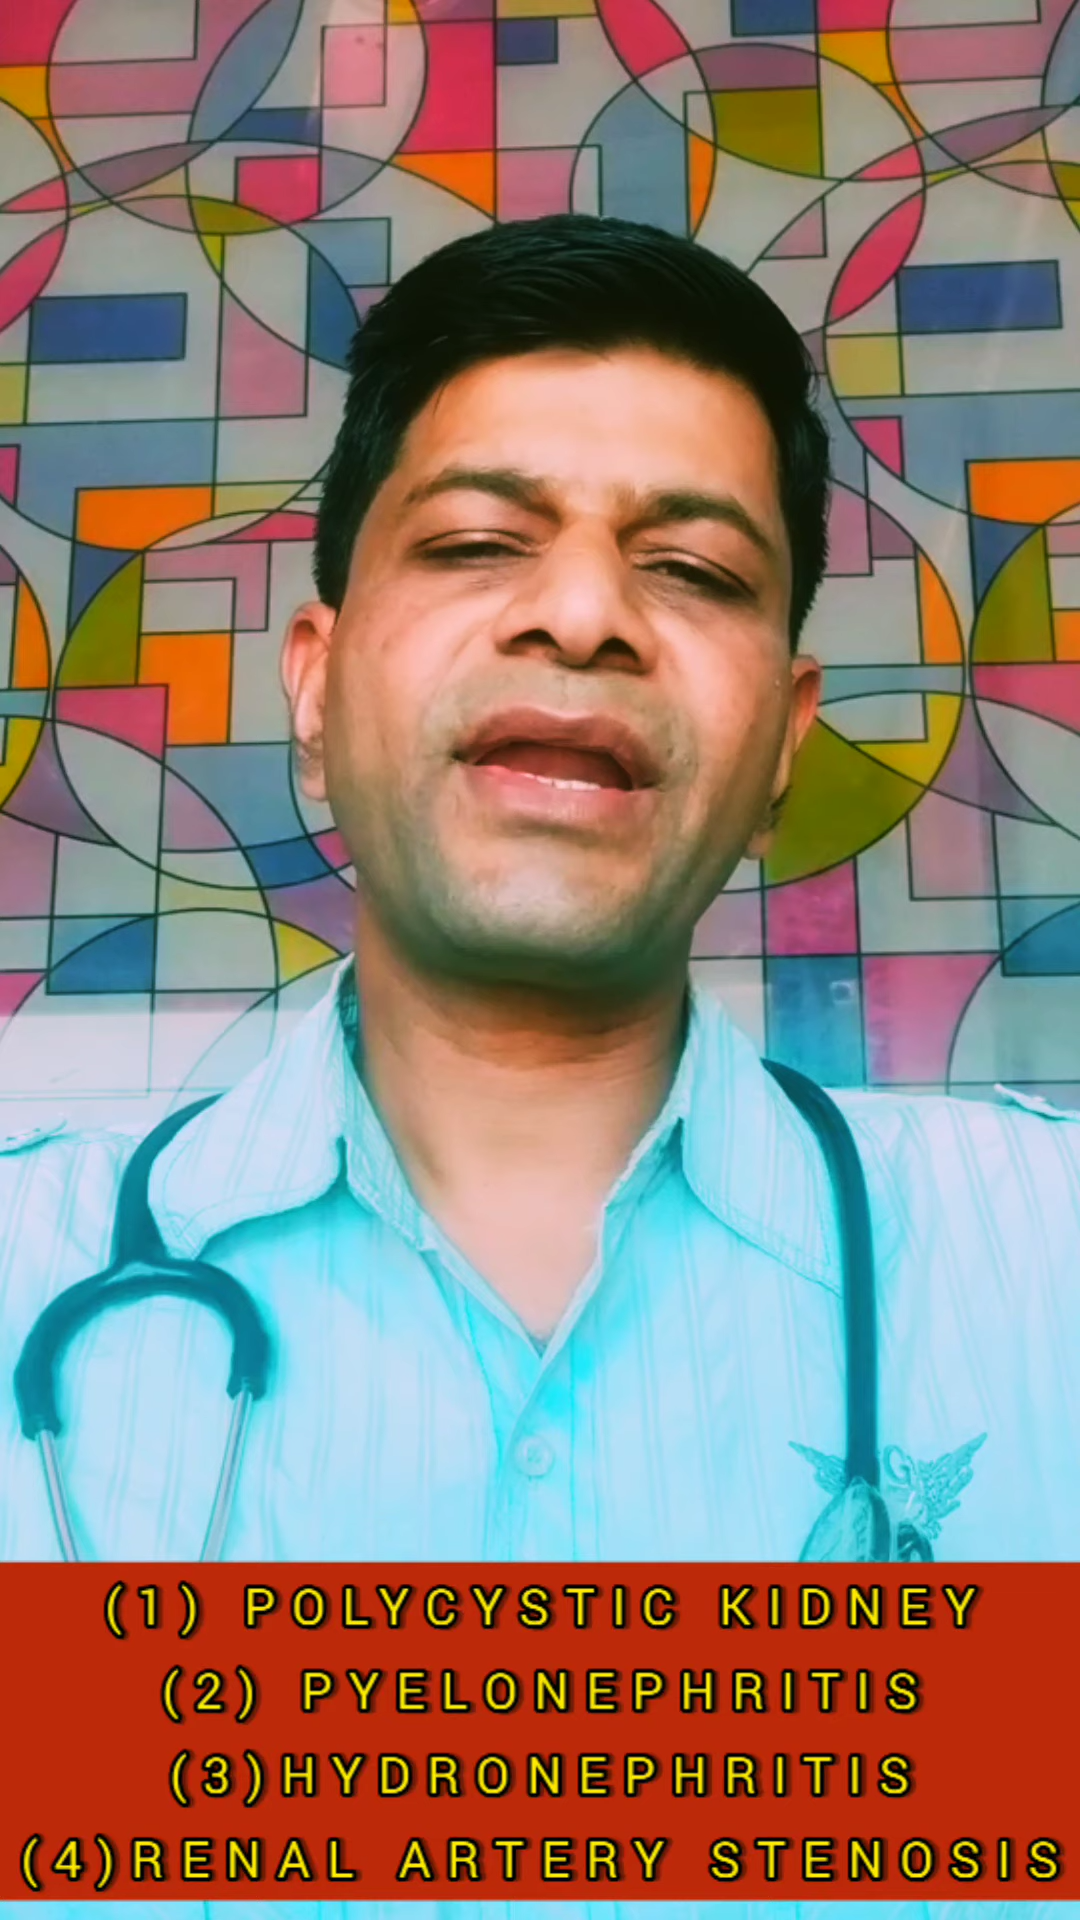 (1) POLYCYSTIC KIDNEY
(2) PYELONEPHRITIS
(3)HYDRONEPHRITIS
(4)RENAL ARTERY STENOSIS